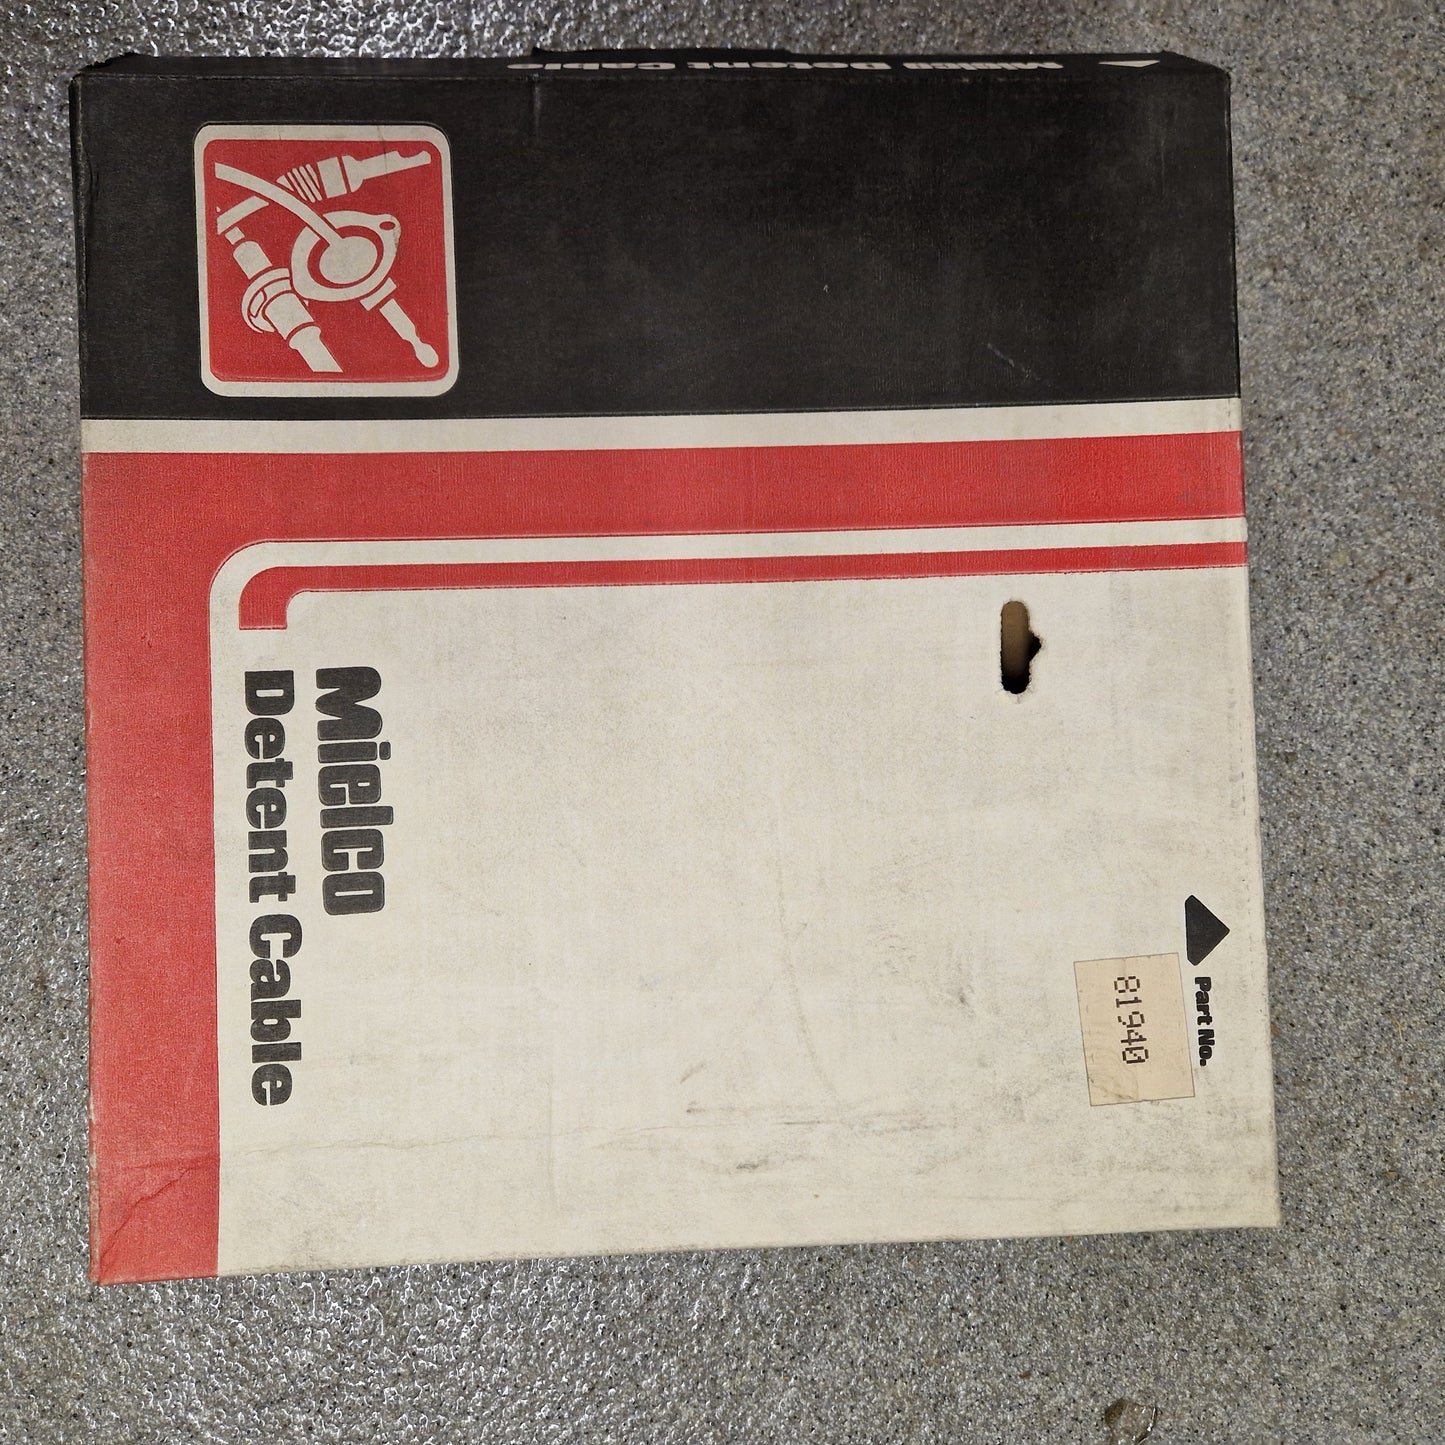 Mielco
Detent Cable
Part No.
81940
Mielco Detent Cable